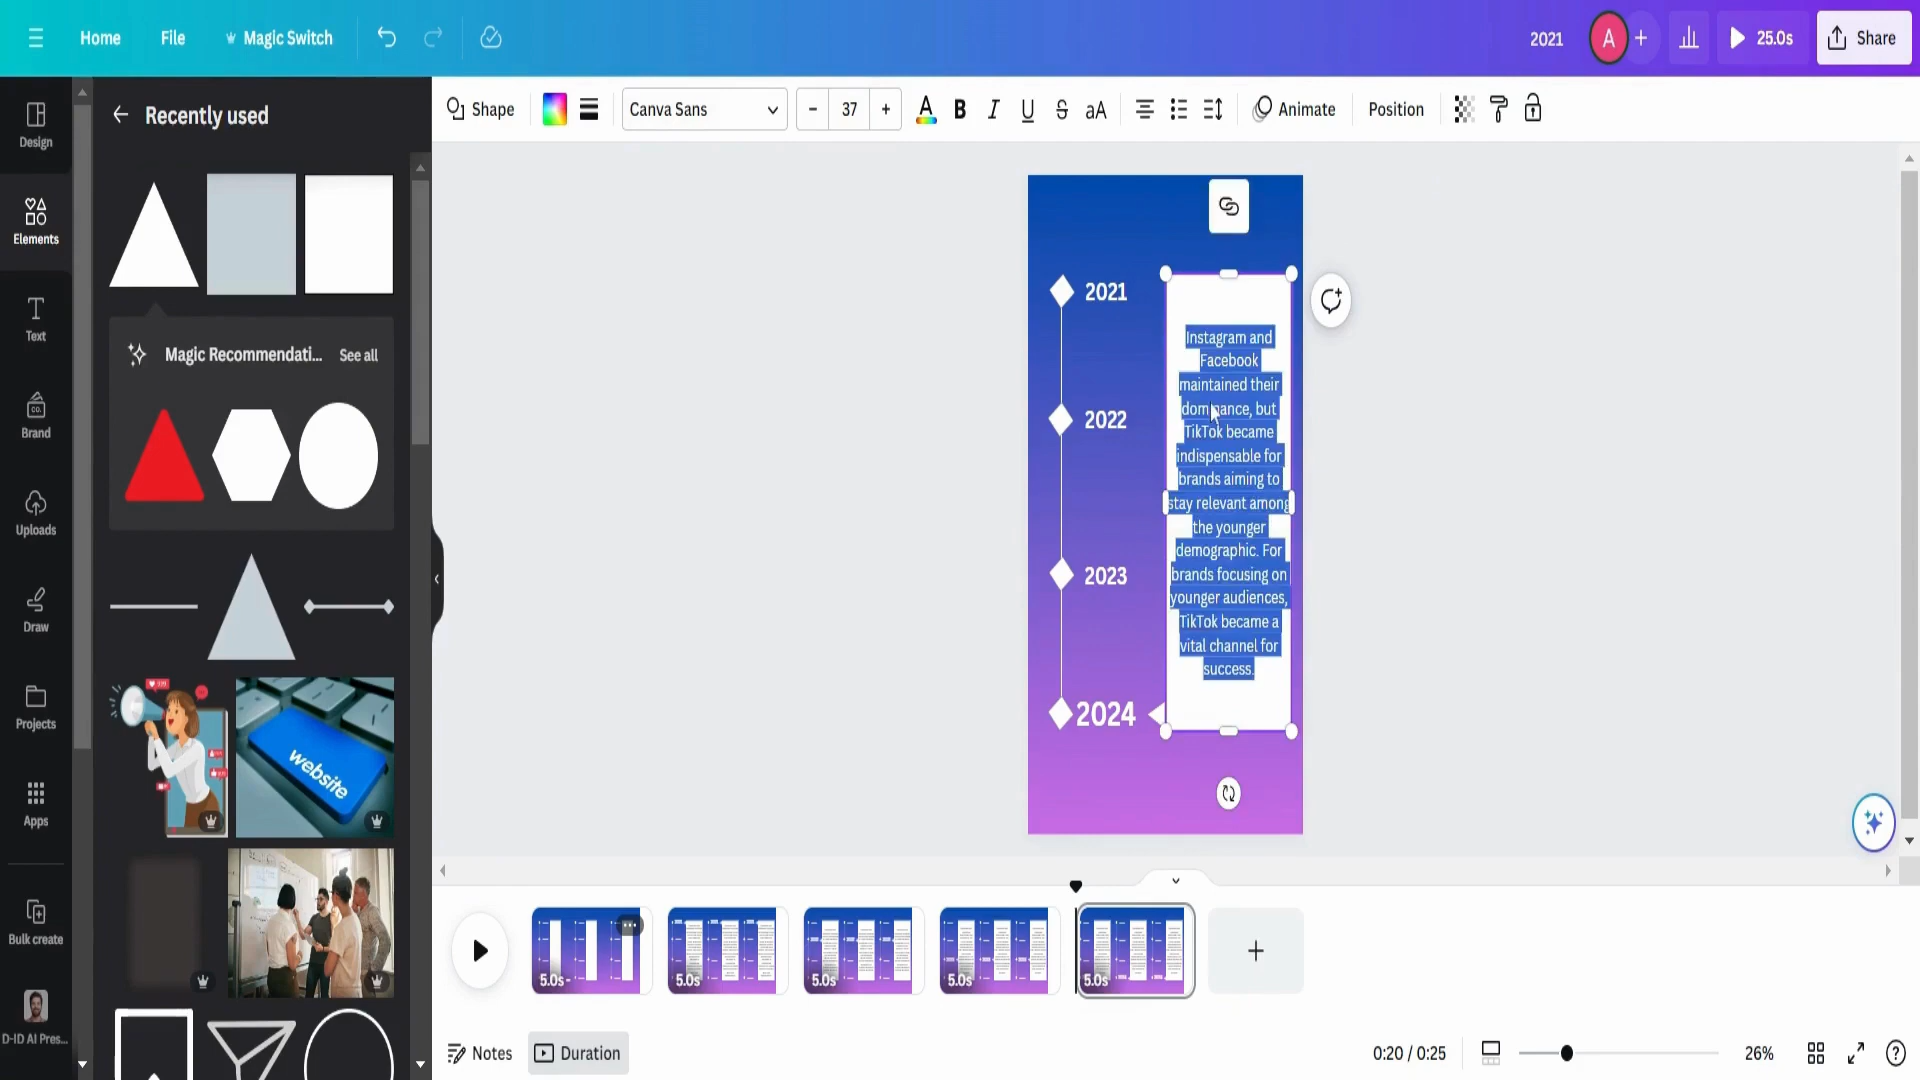 Home
File
Magic Switch
2021
A
25.0s
Share
Design
Elements
Text
Brand
CO.
Uploads
Draw
Projects
Apps
Bulk create
D-ID AI Pres...
Recently used
Magic Recommendati...
See all
website
Shape
Canva Sans
37
A
B
I
U
S
aA
Animate
Position
2021
2022
2023
2024
Instagram and
Facebook
maintained their
dominance, but
TikTok became
indispensable for
brands aiming to
stay relevant among
the younger
demographic. For
brands focusing on
younger audiences,
TikTok became a
vital channel for
success.
5.0s
5.0s
5.0s
5.0s
5.0s
Notes
Duration
0:20 / 0:25
26%